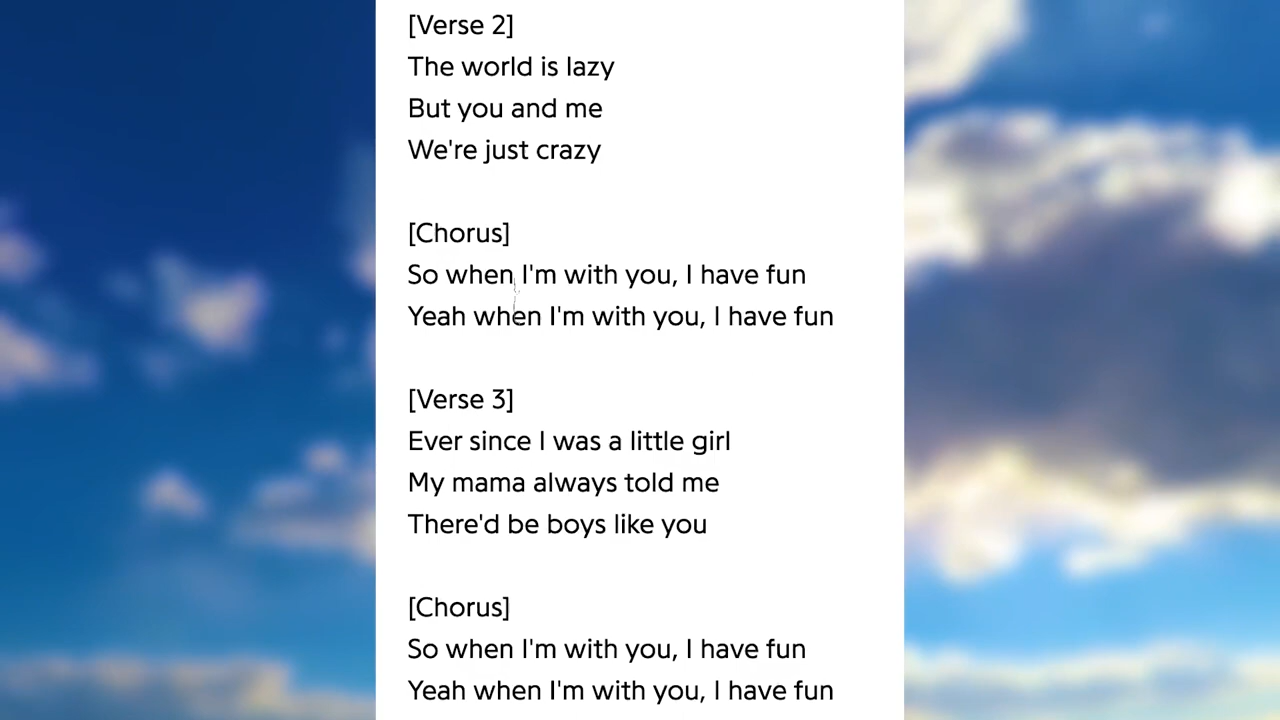 [Verse 2]
The world is lazy
But you and me
We're just crazy
[Chorus]
So when I'm with you, I have fun
Yeah when I'm with you, I have fun
[Verse 3]
Ever since I was a little girl
My mama always told me
There'd be boys like you
[Chorus]
So when I'm with you, I have fun
Yeah when I'm with you, I have fun